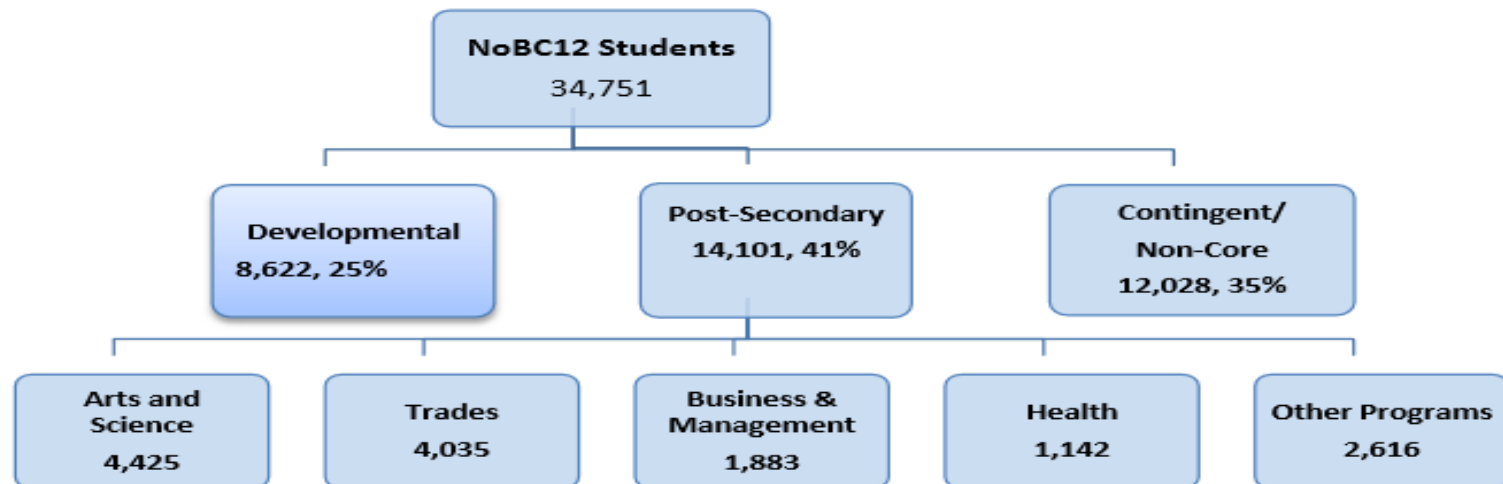 NoBC12 Students
34,751
Developmental
8,622, 25%
Post-Secondary
14,101, 41%
Contingent/
Non-Core
12,028, 35%
Arts and
Science
4,425
Trades
4,035
Business &
Management
1,883
Health
1,142
Other Programs
2,616